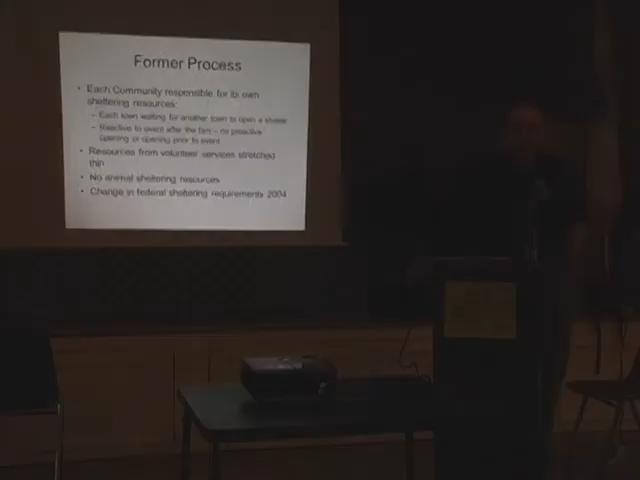 Former Process
• Each Community responsible for its own
sheltering resources:
– Each town waiting for another town to open a shelter
– Reactive to event after the fact – no proactive
opening or opening prior to event
• Resources from volunteer services stretched
thin
• No animal sheltering resources
• Change in federal sheltering requirements 2004